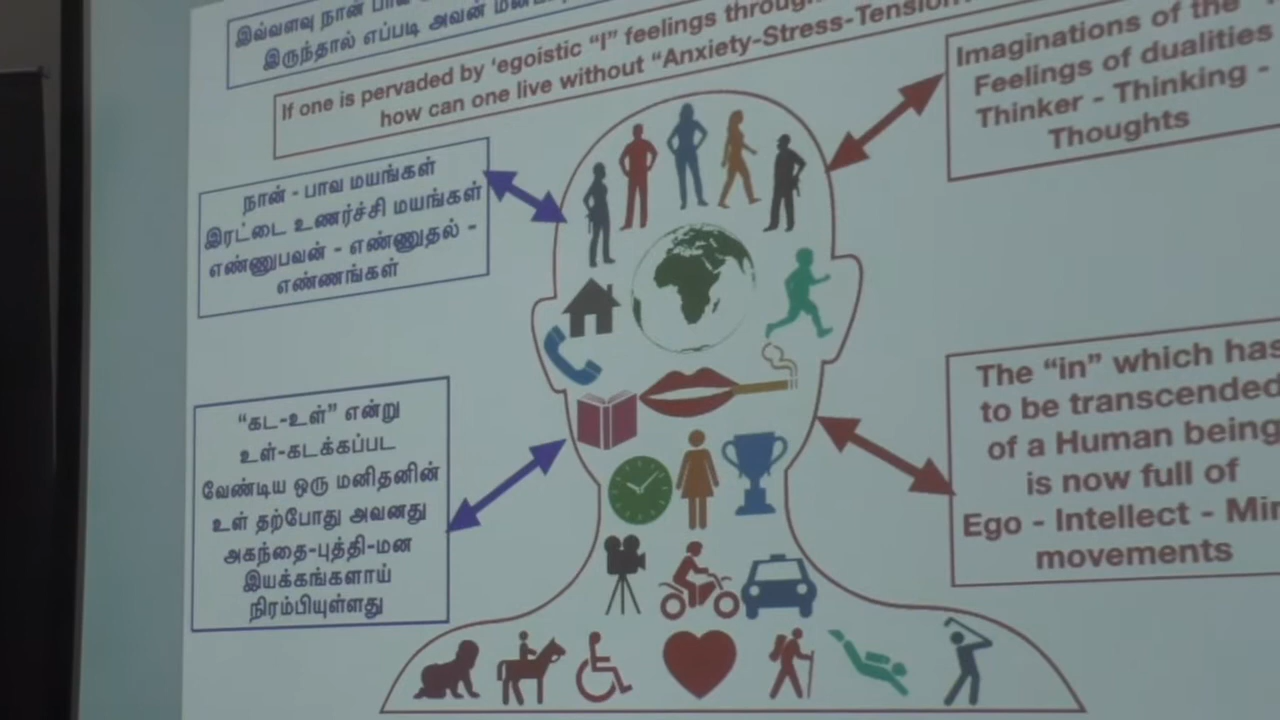 இவ்வளவு நான் பாவ
இருந்தால் எப்படி அவன்
If one is pervaded by ‘egoistic “I” feelings
how can one live without “Anxiety-Stress-Tension
Imaginations of the
Feelings of dualities
Thinker - Thinking -
Thoughts
நான் - பாவ மயங்கள்
இரட்டை உணர்ச்சி மயங்கள்
எண்ணுபவன் - எண்ணுதல் -
எண்ணங்கள்
The “in” which has
to be transcended
of a Human being
is now full of
Ego - Intellect -
movements
“கட-உள்” என்று
உள்-கடக்கப்பட
வேண்டிய ஒரு மனிதனின்
உள் தற்போது அவனது
அகந்தை-புத்தி-மன
இயக்கங்களாய்
நிரம்பியுள்ளது